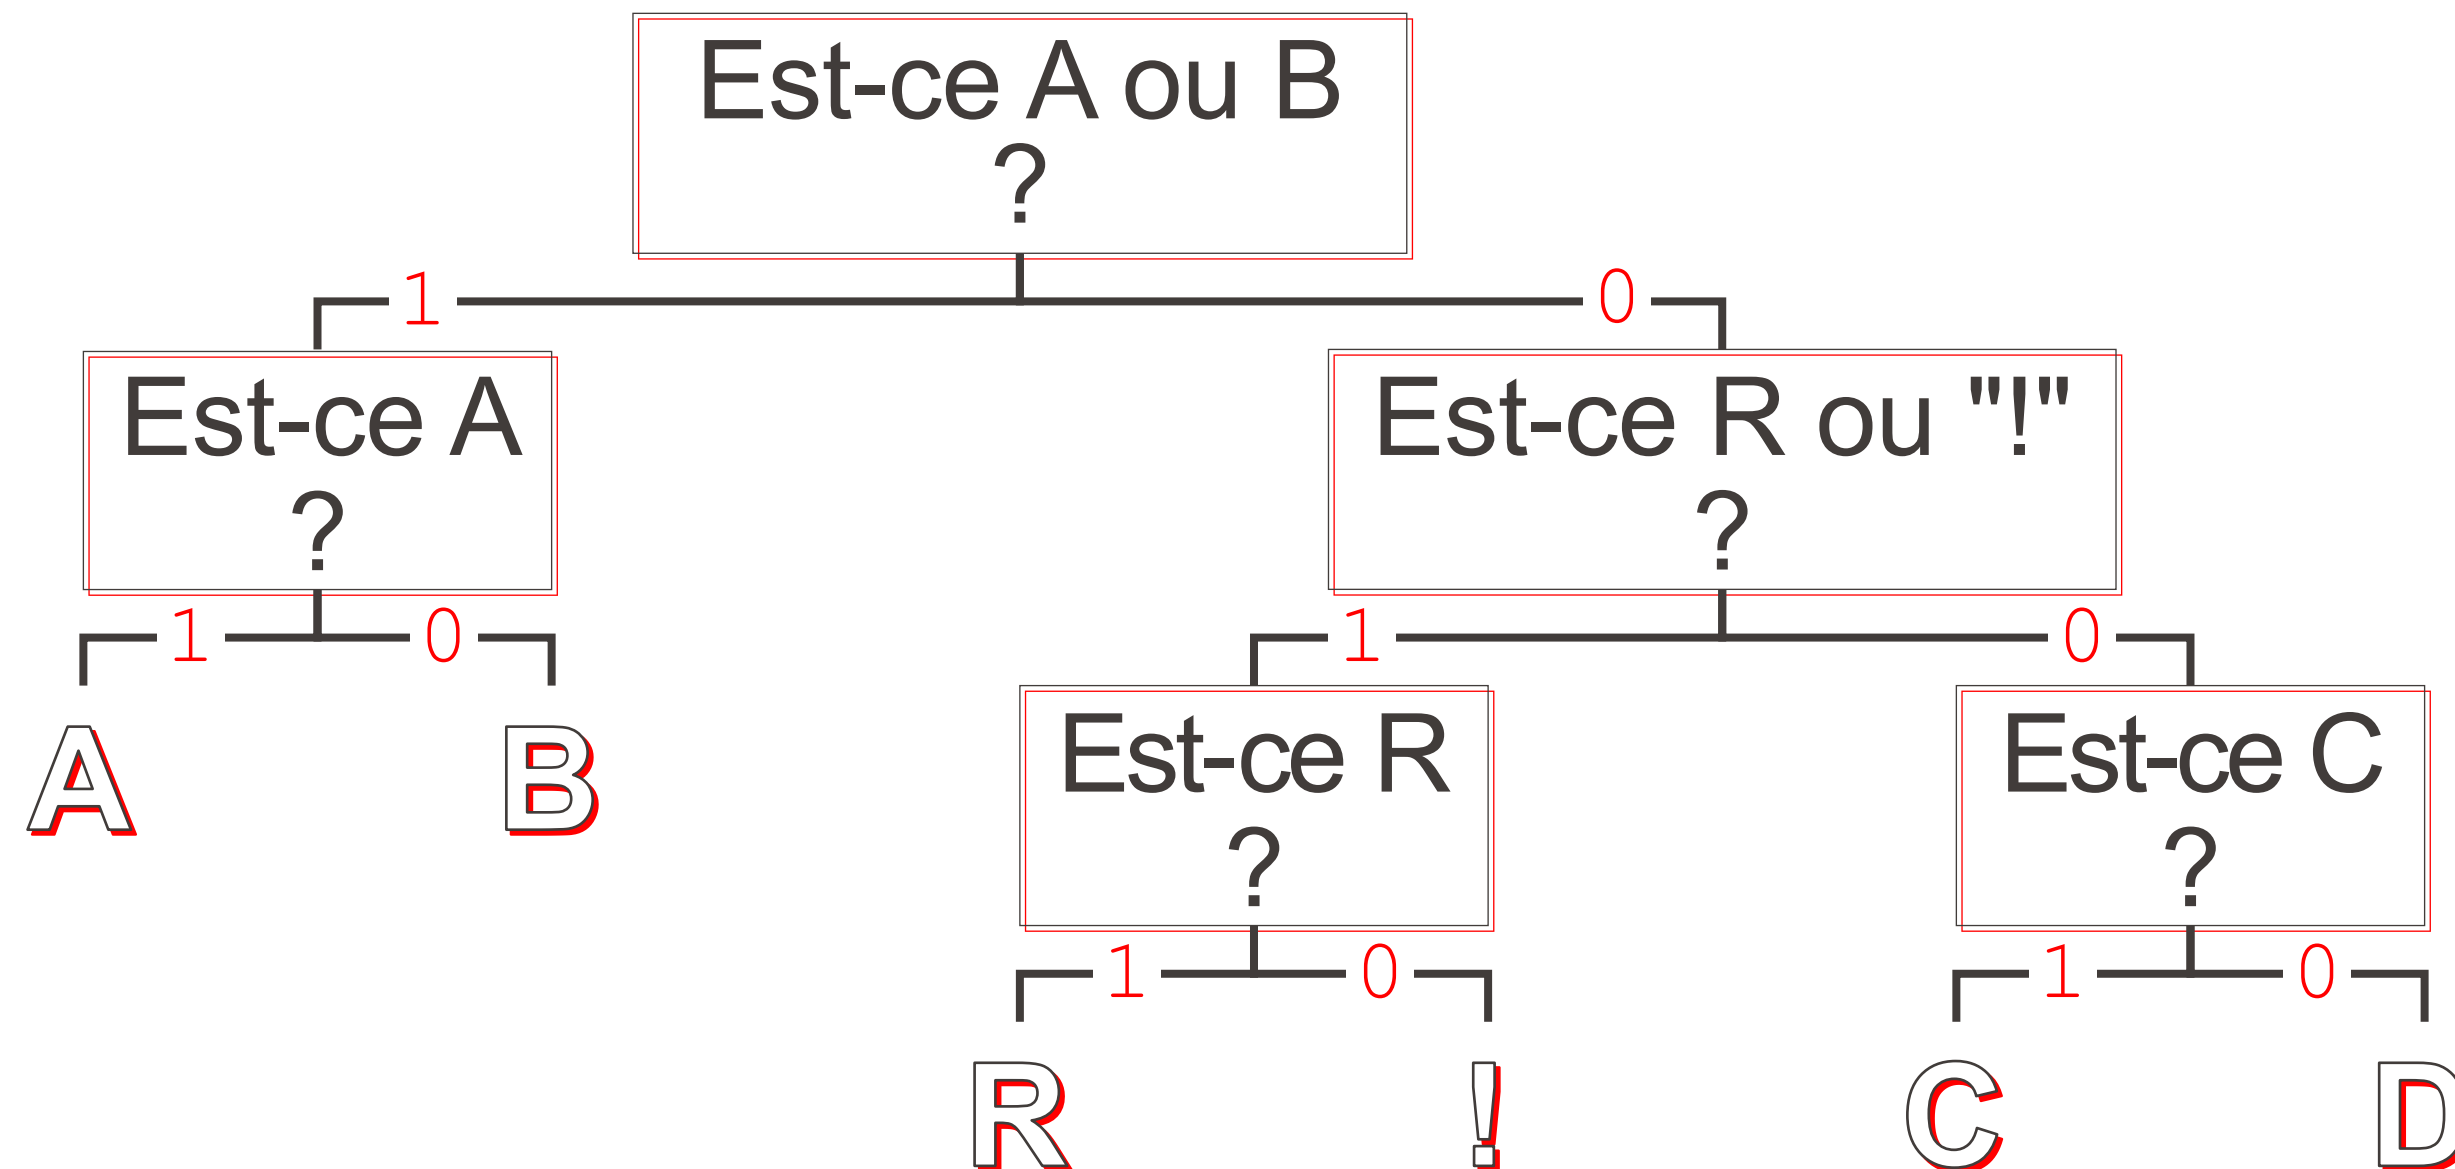 Est-ce A ou B
?
1 0
Est-ce A
?
Est-ce R ou "!"
?
1 0 1 0
A B
Est-ce R
?
Est-ce C
?
1 0 1 0
R ! C D